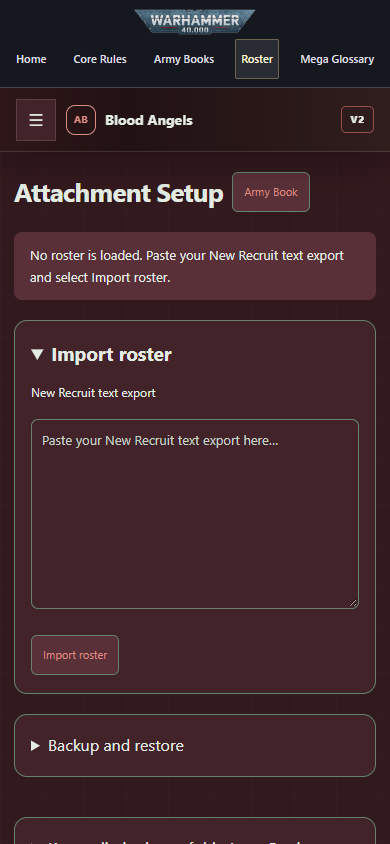 WARHAMMER
40,000
Home
Core Rules
Army Books
Roster
Mega Glossary
☰
AB
Blood Angels
V2
Attachment Setup
Army Book
No roster is loaded. Paste your New Recruit text export
and select Import roster.
▼ Import roster
New Recruit text export
Paste your New Recruit text export here...
Import roster
▶ Backup and restore